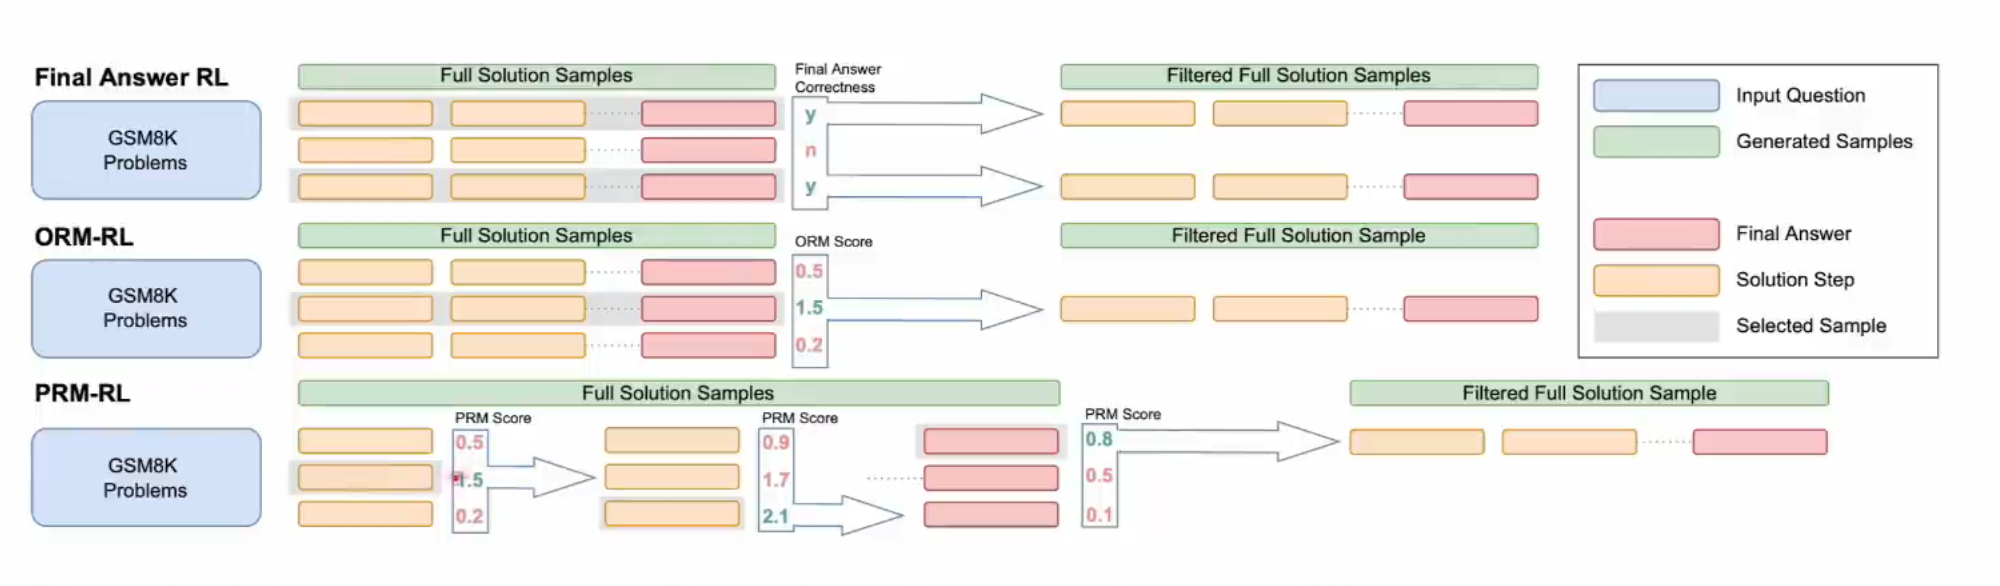 Final Answer RL
Full Solution Samples
Final Answer
Correctness
Filtered Full Solution Samples
GSM8K
Problems
y
n
y
ORM-RL
Full Solution Samples
ORM Score
Filtered Full Solution Sample
GSM8K
Problems
0.5
1.5
0.2
PRM-RL
Full Solution Samples
Filtered Full Solution Sample
GSM8K
Problems
PRM Score
0.5
1.5
0.2
PRM Score
0.9
1.7
2.1
PRM Score
0.8
0.5
0.1
Input Question
Generated Samples
Final Answer
Solution Step
Selected Sample